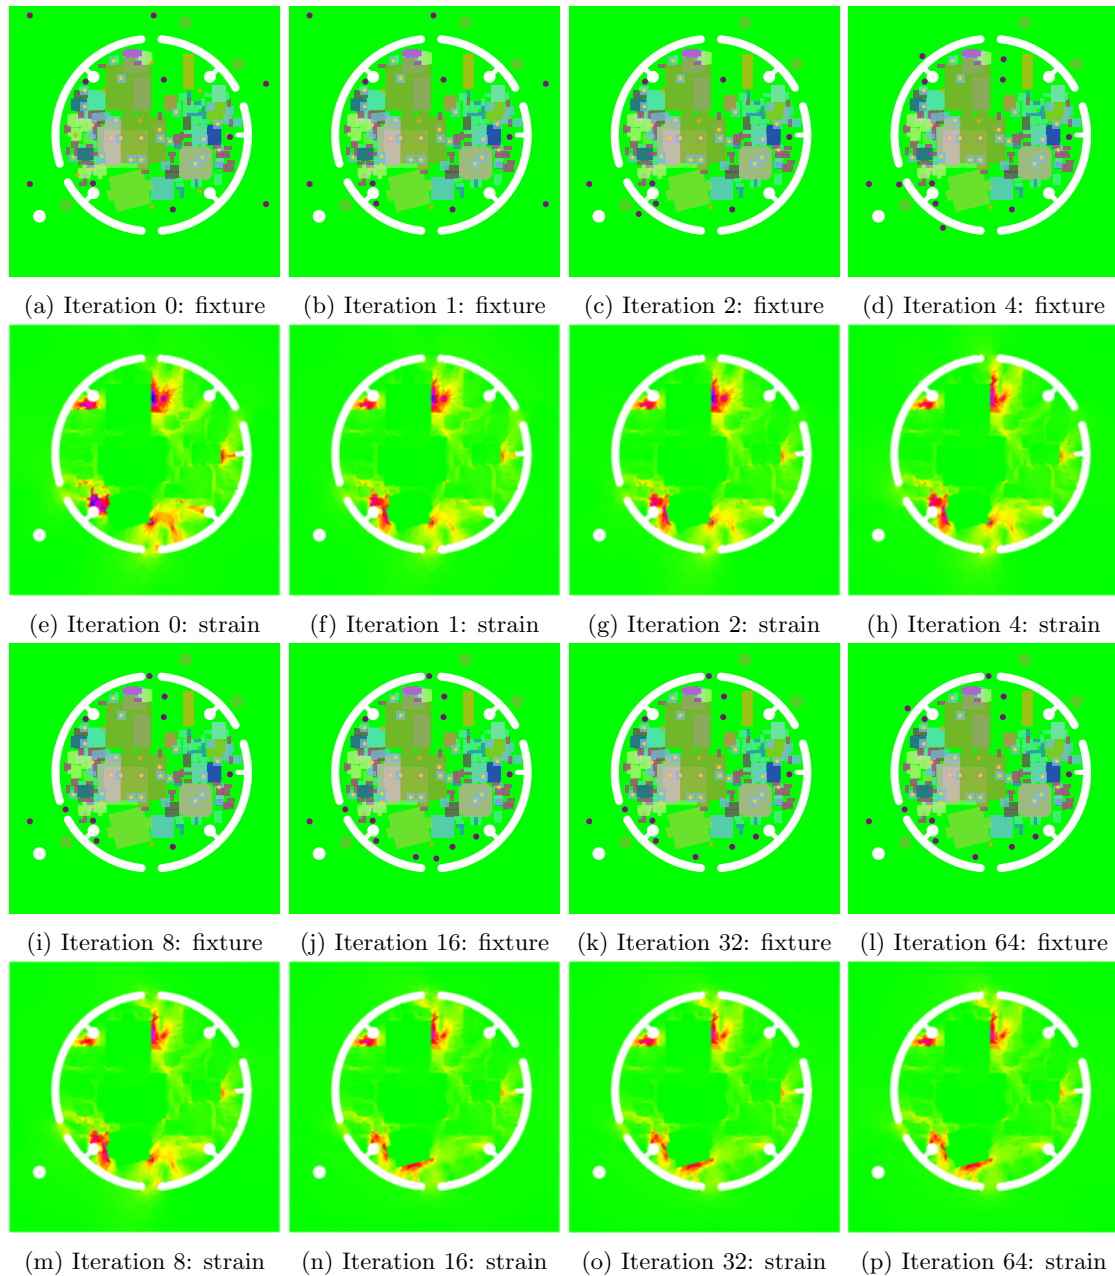 (a) Iteration 0: fixture
(b) Iteration 1: fixture
(c) Iteration 2: fixture
(d) Iteration 4: fixture
(e) Iteration 0: strain
(f) Iteration 1: strain
(g) Iteration 2: strain
(h) Iteration 4: strain
(i) Iteration 8: fixture
(j) Iteration 16: fixture
(k) Iteration 32: fixture
(l) Iteration 64: fixture
(m) Iteration 8: strain
(n) Iteration 16: strain
(o) Iteration 32: strain
(p) Iteration 64: strain